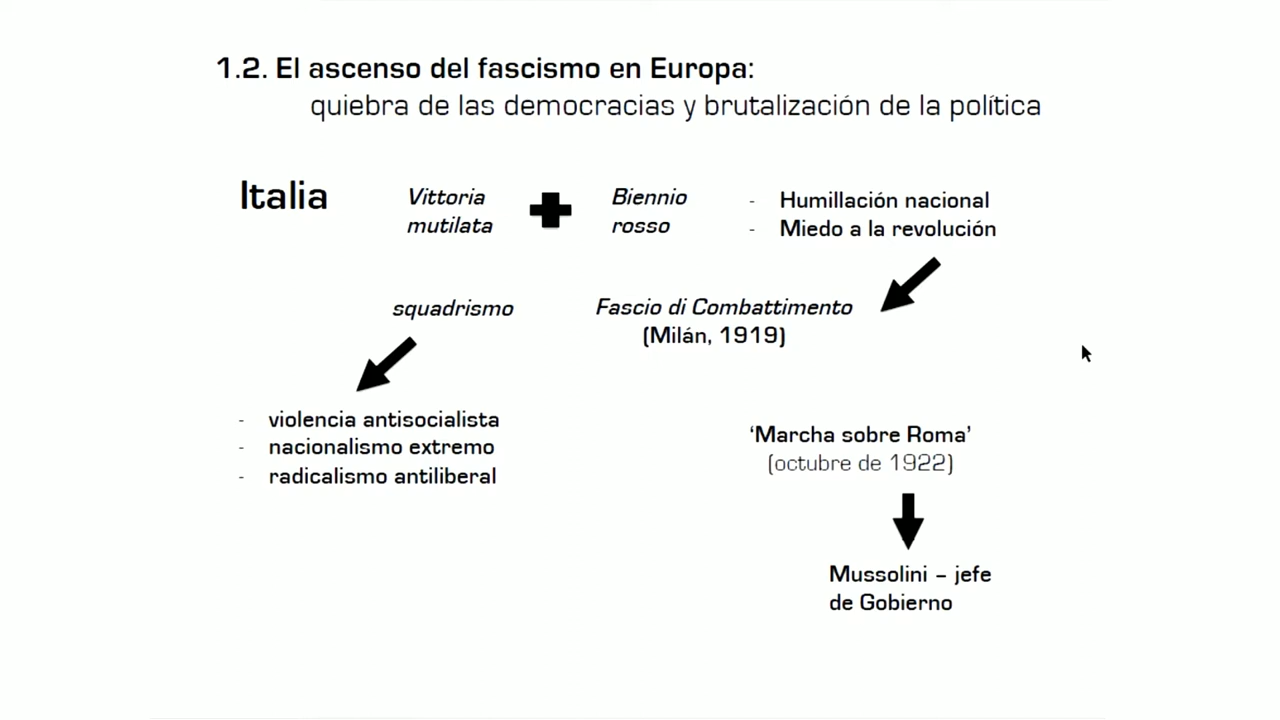 1.2. El ascenso del fascismo en Europa:
quiebra de las democracias y brutalización de la política
Italia
Vittoria
mutilata
Biennio
rosso
- Humillación nacional
- Miedo a la revolución
squadrismo
Fascio di Combattimento
(Milán, 1919)
- violencia antisocialista
- nacionalismo extremo
- radicalismo antiliberal
‘Marcha sobre Roma’
(octubre de 1922)
Mussolini – jefe
de Gobierno